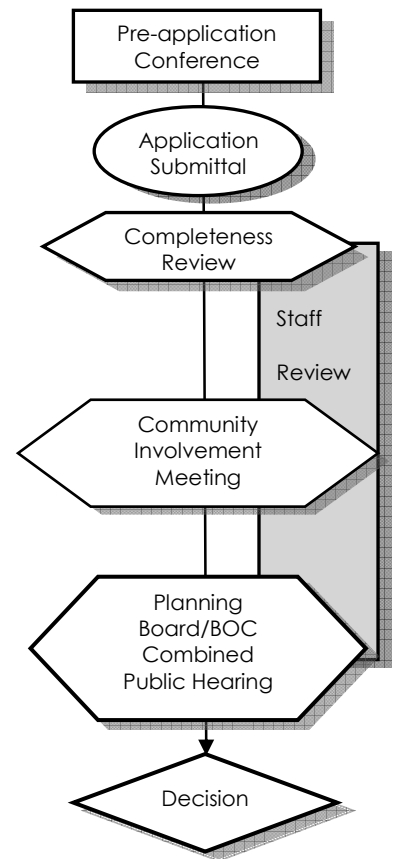 Pre-application
Conference
Application
Submittal
Completeness
Review
Staff
Review
Community
Involvement
Meeting
Planning
Board/BOC
Combined
Public Hearing
Decision